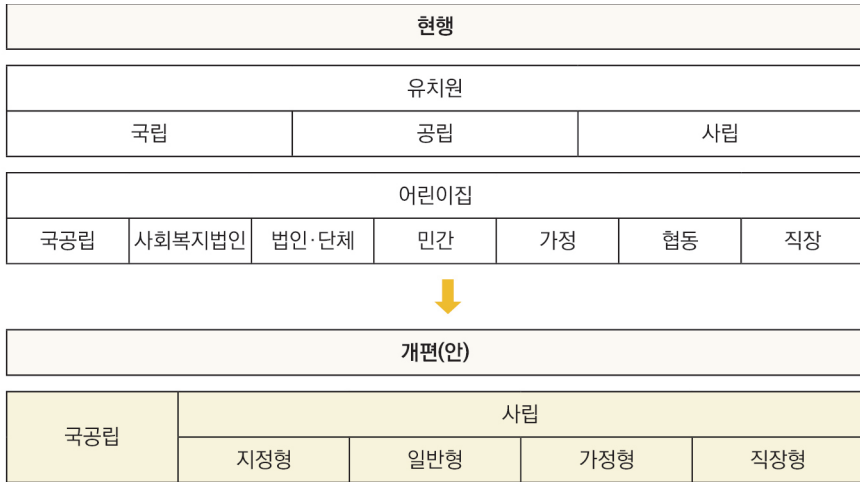 현행
유치원
국립 공립 사립
어린이집
국공립 사회복지법인 법인·단체 민간 가정 협동 직장
개편(안)
국공립 사립
지정형 일반형 가정형 직장형